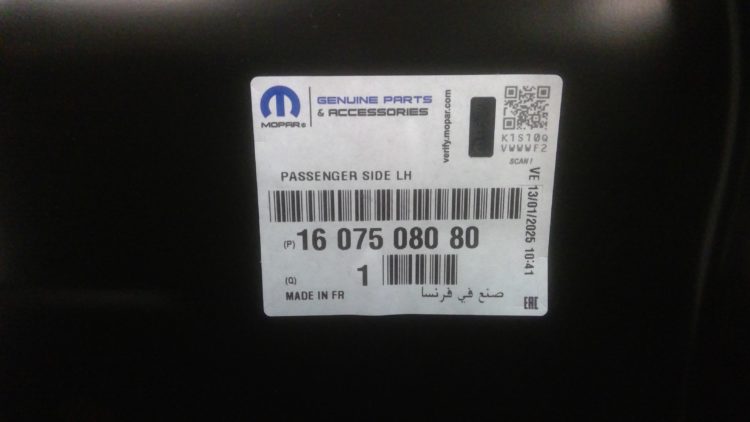 MOPAR®
GENUINE PARTS
& ACCESSORIES
verify.mopar.com
K1S10Q
VWWWF2
SCAN!
PASSENGER SIDE LH
VE 13/01/2025 10:41
(P) 16 075 080 80
(Q) 1
MADE IN FR
صنع في فرنسا
EAC